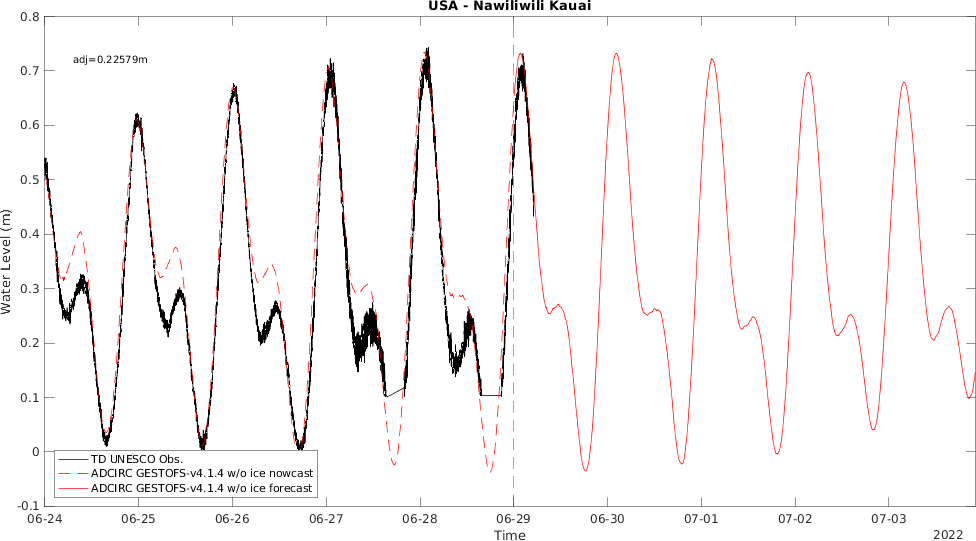 USA - Nawiliwili Kauai
adj=0.22579m
0.8
0.7
0.6
0.5
0.4
0.3
0.2
0.1
0
-0.1
Water Level (m)
TD UNESCO Obs.
ADCIRC GESTOFS-v4.1.4 w/o ice nowcast
ADCIRC GESTOFS-v4.1.4 w/o ice forecast
06-24 06-25 06-26 06-27 06-28 06-29 06-30 07-01 07-02 07-03
Time
2022